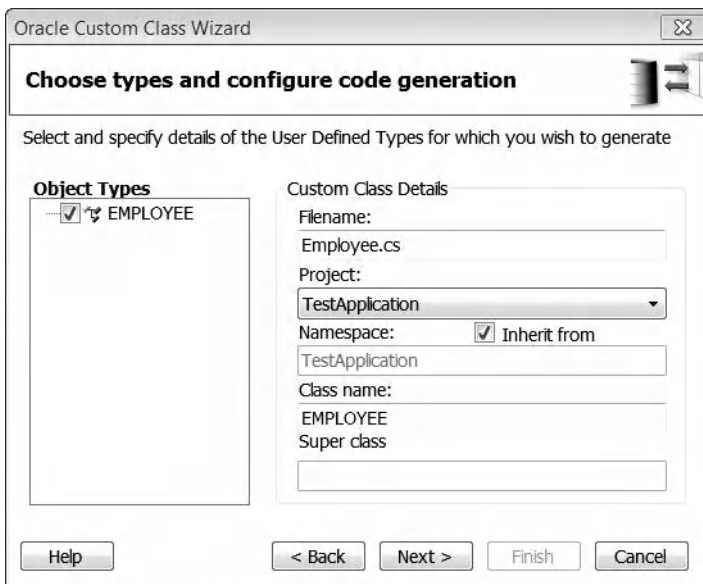 Oracle Custom Class Wizard
Choose types and configure code generation
Select and specify details of the User Defined Types for which you wish to generate
Object Types
EMPLOYEE
Custom Class Details
Filename:
Employee.cs
Project:
TestApplication
Namespace: Inherit from
TestApplication
Class name:
EMPLOYEE
Super class
Help < Back Next > Finish Cancel